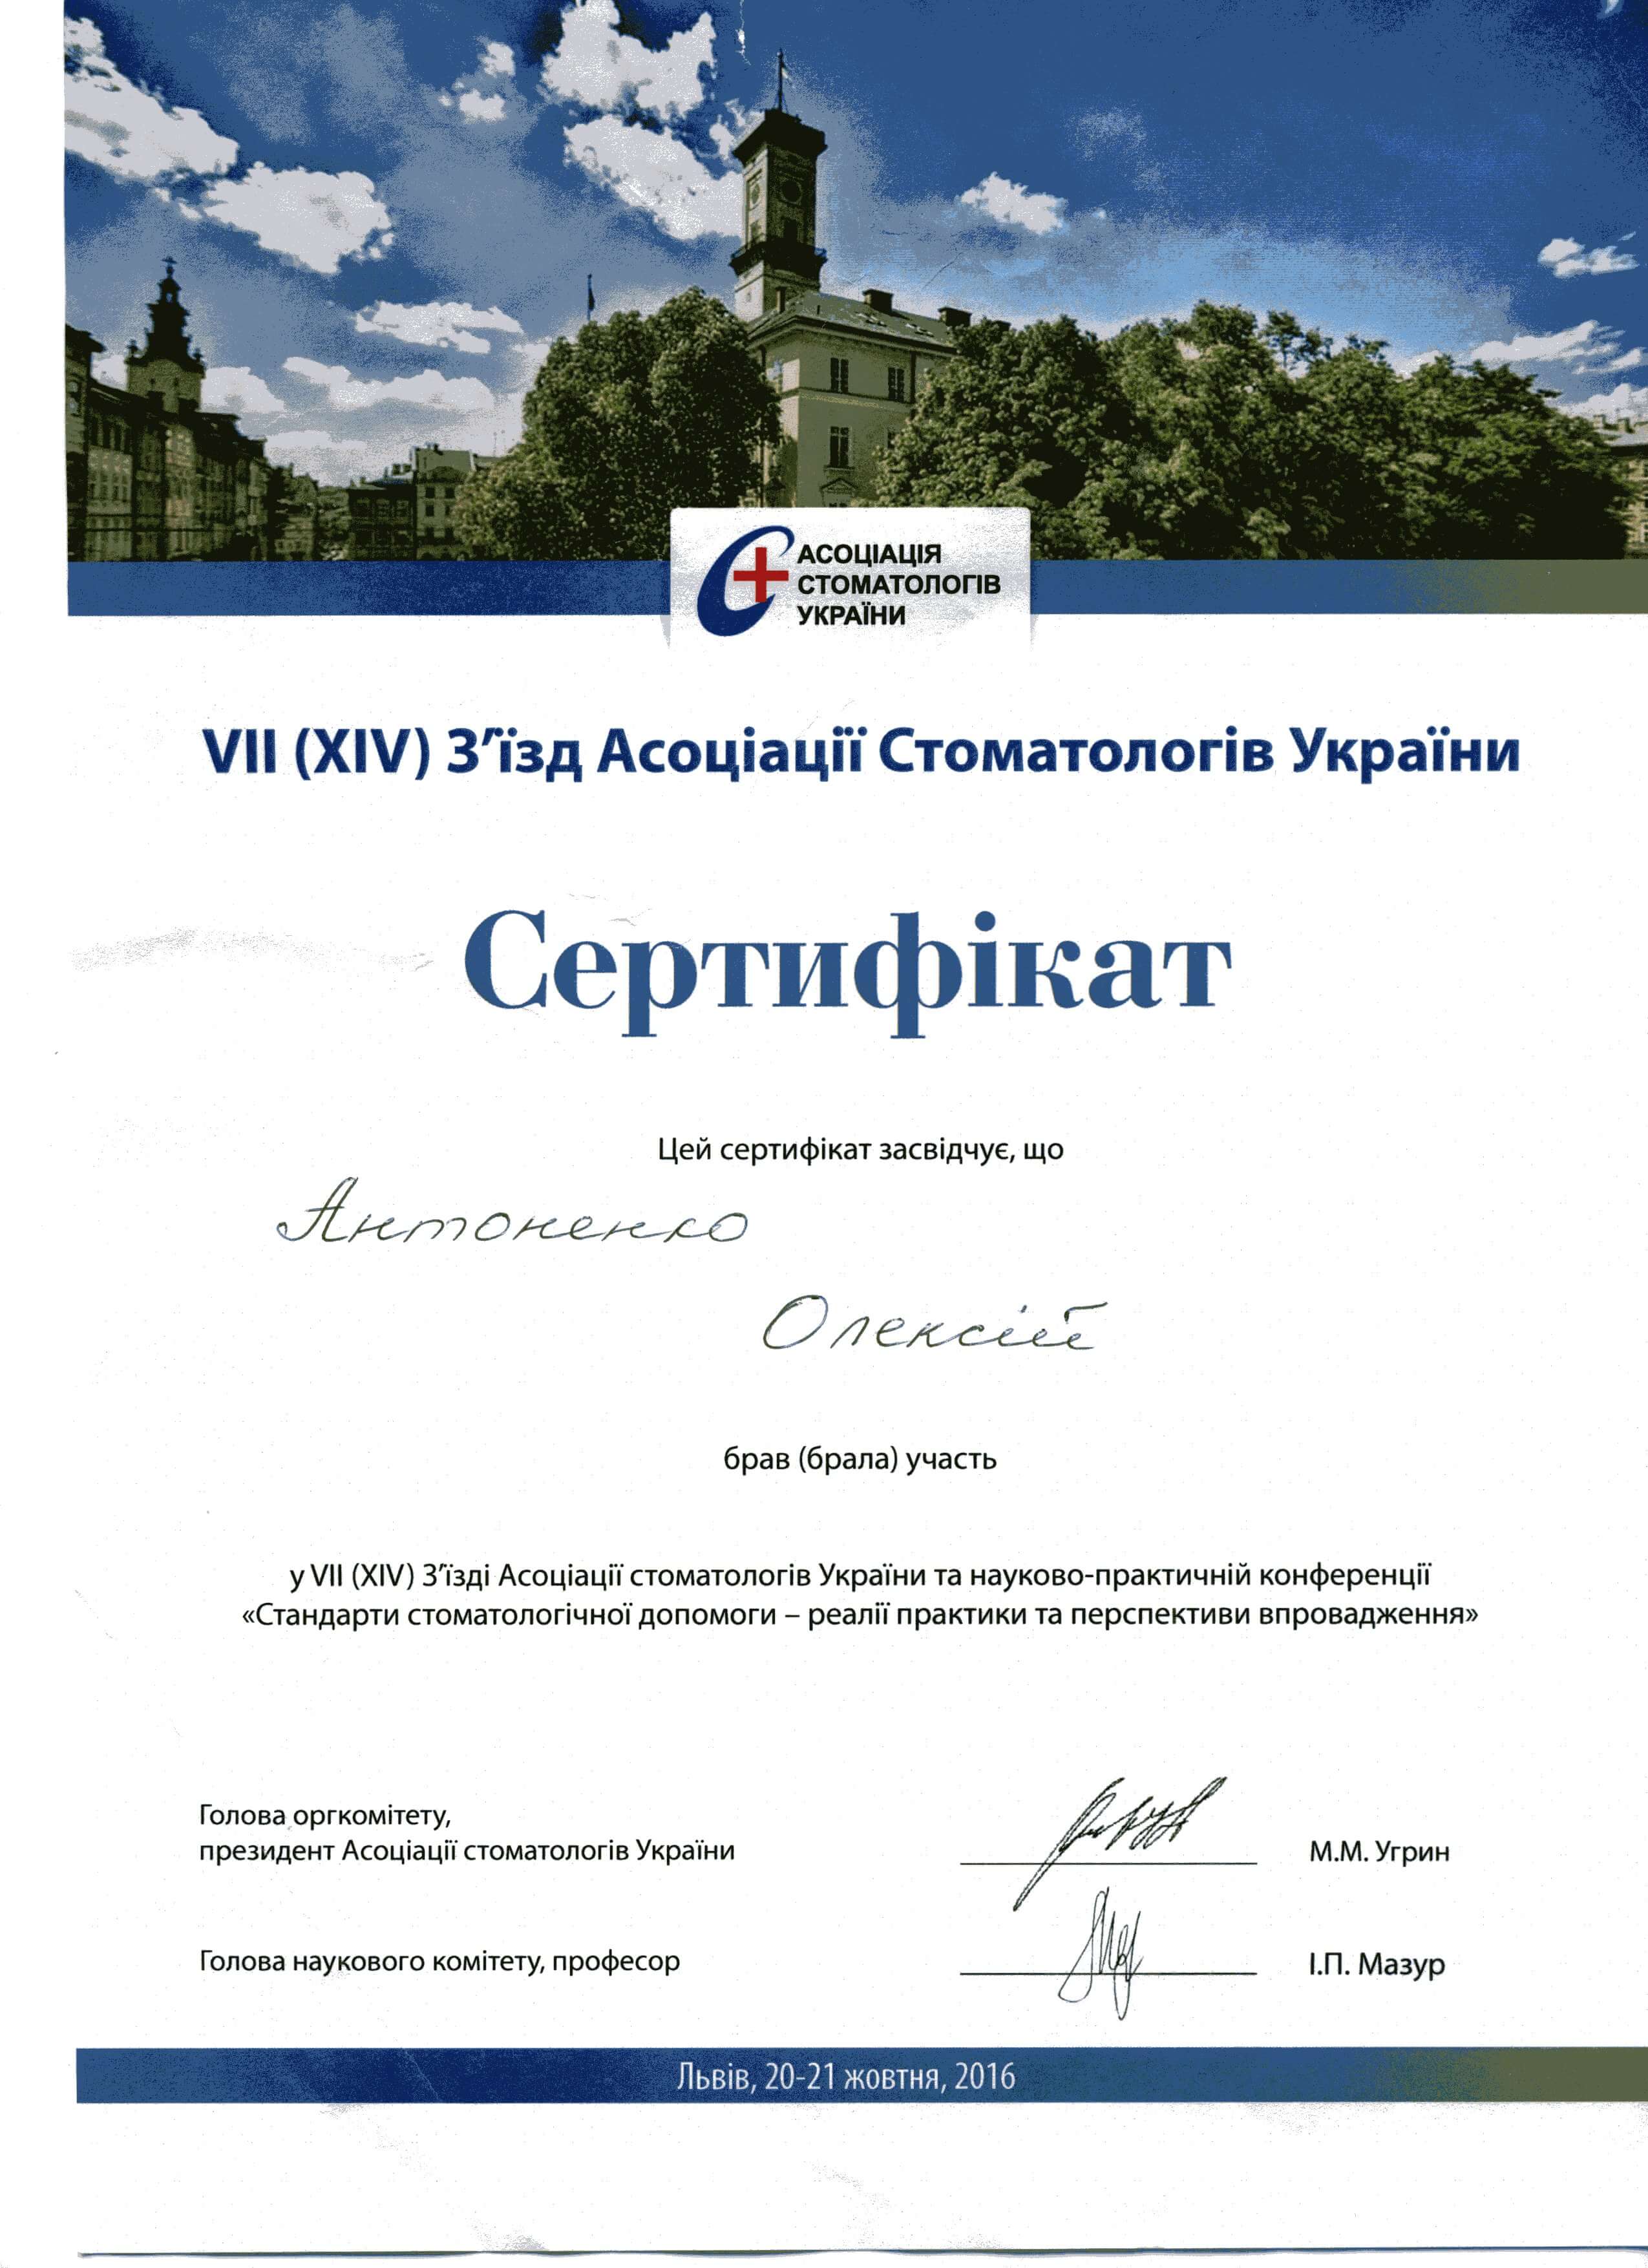 АСОЦІАЦІЯ
СТОМАТОЛОГІВ
УКРАЇНИ
VII (XIV) З’їзд Асоціації Стоматологів України
Сертифікат
Цей сертифікат засвідчує, що
Антоненко
Олексій
брав (брала) участь
у VII (XIV) З’їзді Асоціації стоматологів України та науково-практичній конференції
«Стандарти стоматологічної допомоги – реалії практики та перспективи впровадження»
Голова оргкомітету,
президент Асоціації стоматологів України
М.М. Угрин
Голова наукового комітету, професор
І.П. Мазур
Львів, 20-21 жовтня, 2016